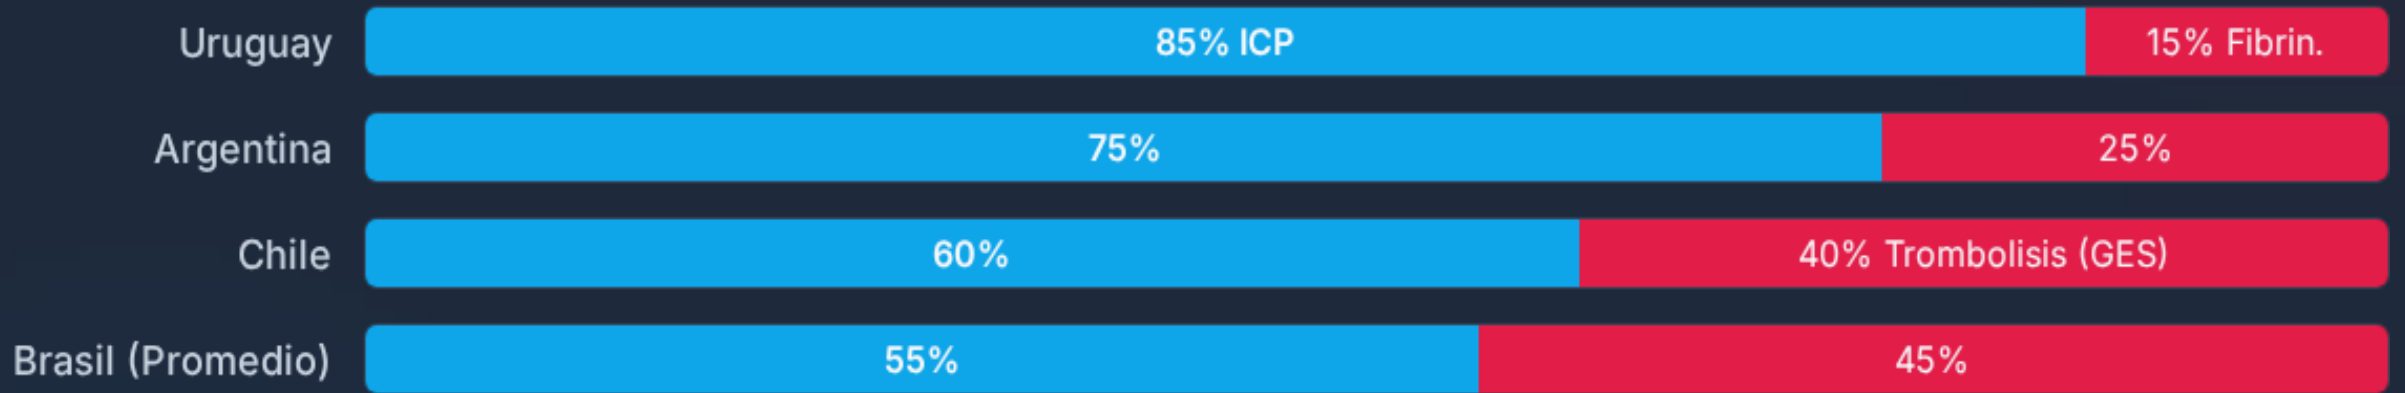 Uruguay 85% ICP 15% Fibrin.
Argentina 75% 25%
Chile 60% 40% Trombolisis (GES)
Brasil (Promedio) 55% 45%